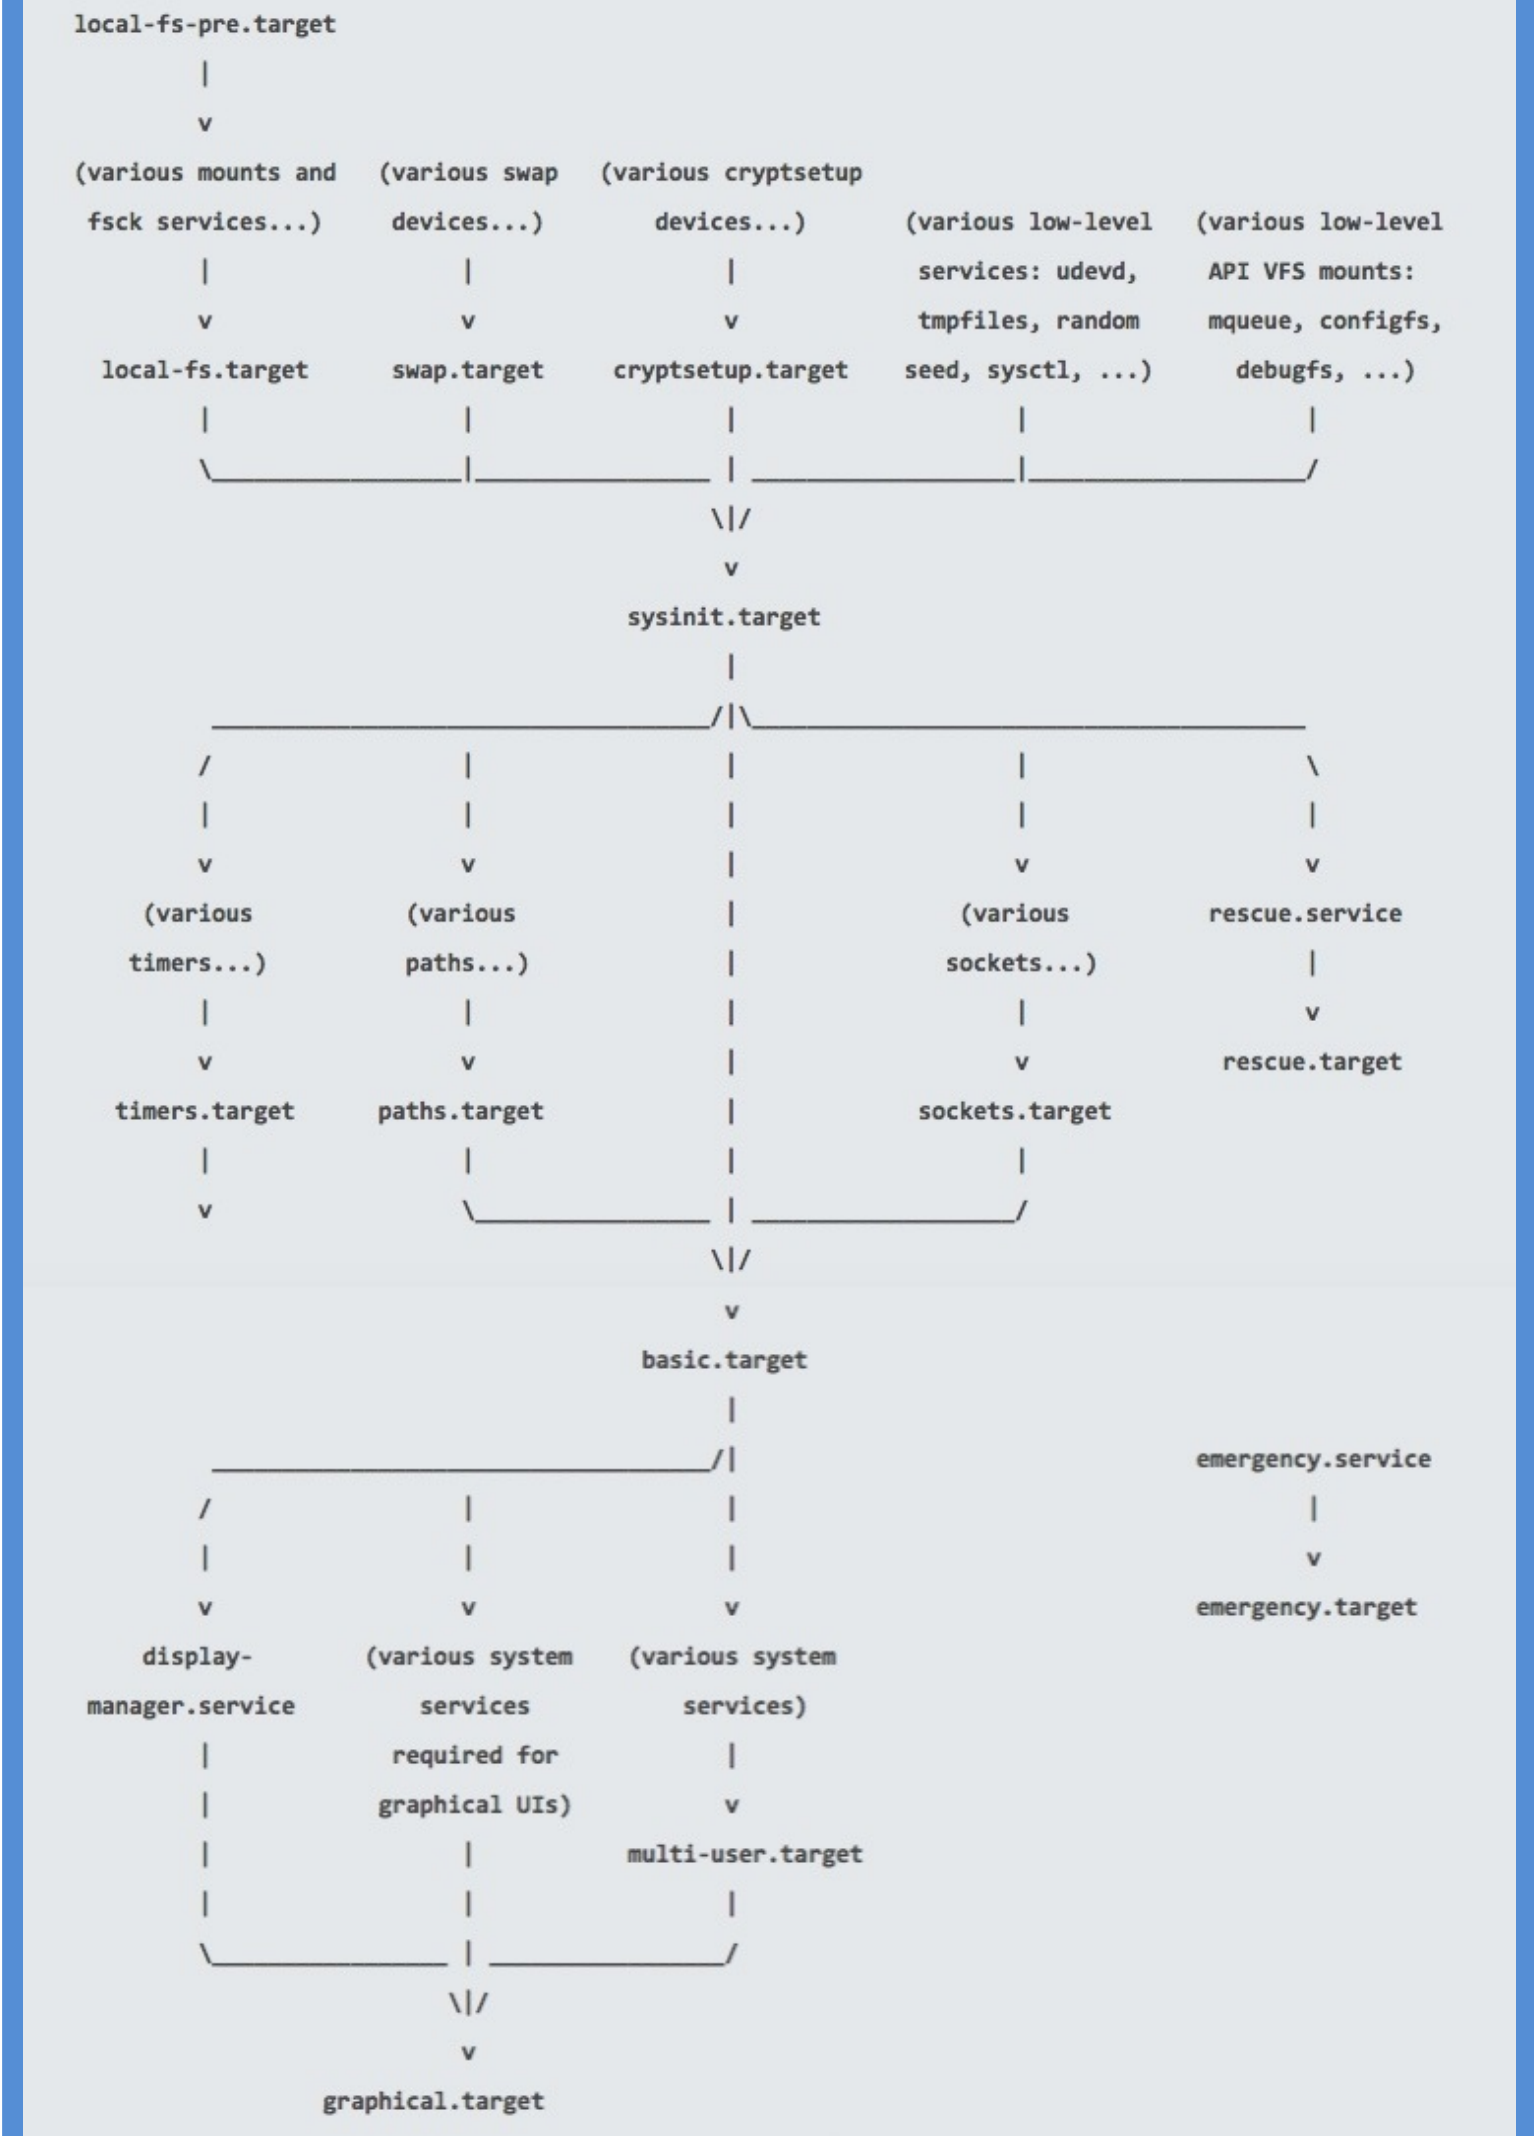 local-fs-pre.target
|
v
(various mounts and (various swap (various cryptsetup
fsck services...) devices...) devices...) (various low-level (various low-level
| | | services: udevd, API VFS mounts:
v v v tmpfiles, random mqueue, configfs,
local-fs.target swap.target cryptsetup.target seed, sysctl, ...) debugfs, ...)
| | | | |
\__________________|_________________ | ____________________|____________________/
\|/
v
sysinit.target
|
____________________________________/|\________________________________________
/ | | | \
| | | | |
v v | v v
(various (various | (various rescue.service
timers...) paths...) | sockets...) |
| | | | v
v v | v rescue.target
timers.target paths.target | sockets.target
| | | |
v \_________________ | ___________________/
\|/
v
basic.target
|
____________________________________/| emergency.service
/ | | |
| | | v
v v v emergency.target
display- (various system (various system
manager.service services services)
| required for |
| graphical UIs) v
| | multi-user.target
| | |
\_________________ | _________________/
\|/
v
graphical.target